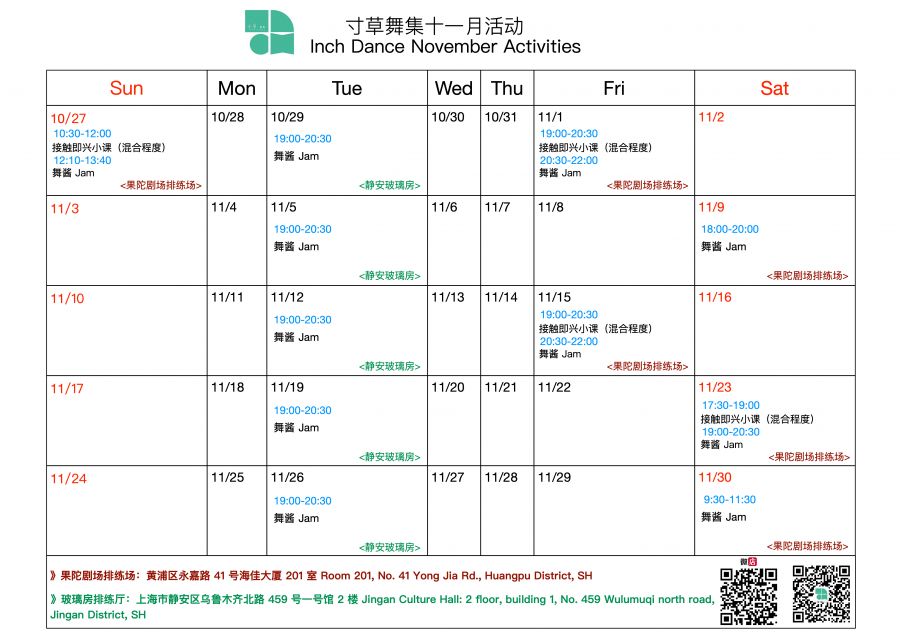 寸草舞集十一月活动
Inch Dance November Activities
Sun Mon Tue Wed Thu Fri Sat
10/27
10:30-12:00
接触即兴小课（混合程度）
12:10-13:40
舞酱 Jam
<果陀剧场排练场>
10/28
10/29
19:00-20:30
舞酱 Jam
<静安玻璃房>
10/30
10/31
11/1
19:00-20:30
接触即兴小课（混合程度）
20:30-22:00
舞酱 Jam
<果陀剧场排练场>
11/2
11/3
11/4
11/5
19:00-20:30
舞酱 Jam
<静安玻璃房>
11/6
11/7
11/8
11/9
18:00-20:00
舞酱 Jam
<果陀剧场排练场>
11/10
11/11
11/12
19:00-20:30
舞酱 Jam
<静安玻璃房>
11/13
11/14
11/15
19:00-20:30
接触即兴小课（混合程度）
20:30-22:00
舞酱 Jam
<果陀剧场排练场>
11/16
11/17
11/18
11/19
19:00-20:30
舞酱 Jam
<静安玻璃房>
11/20
11/21
11/22
11/23
17:30-19:00
接触即兴小课（混合程度）
19:00-20:30
舞酱 Jam
<果陀剧场排练场>
11/24
11/25
11/26
19:00-20:30
舞酱 Jam
<静安玻璃房>
11/27
11/28
11/29
11/30
9:30-11:30
舞酱 Jam
<果陀剧场排练场>
》果陀剧场排练场：黄浦区永嘉路 41 号海佳大厦 201 室 Room 201, No. 41 Yong Jia Rd., Huangpu District, SH
》玻璃房排练厅：上海市静安区乌鲁木齐北路 459 号一号馆 2 楼 Jingan Culture Hall: 2 floor, building 1, No. 459 Wulumuqi north road,
Jingan District, SH
微店